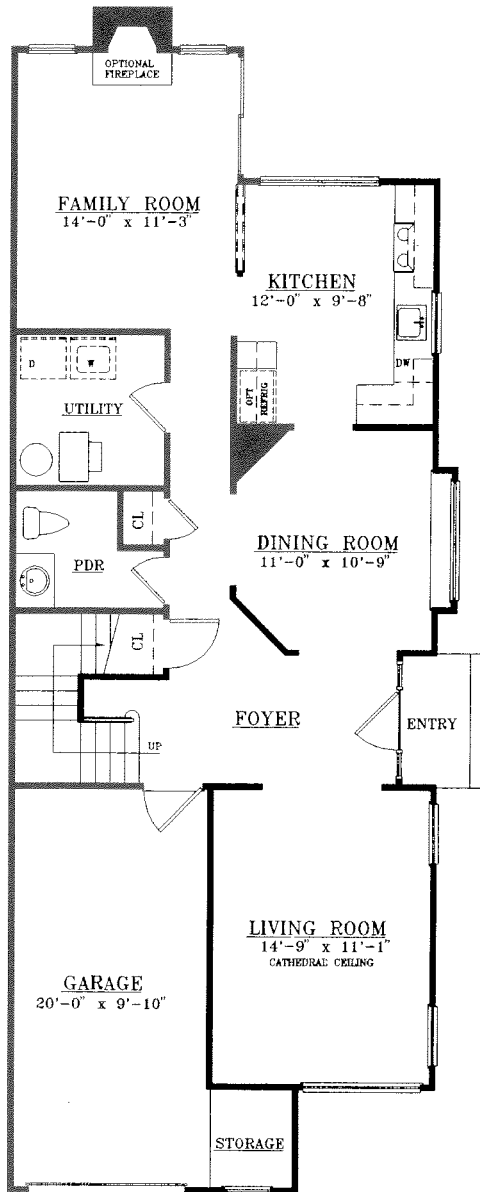 OPTIONAL
FIREPLACE
FAMILY ROOM
14'-0" x 11'-3"
KITCHEN
12'-0" x 9'-8"
D
W
DW
OPT
REFRIG
UTILITY
CL
PDR
DINING ROOM
11'-0" x 10'-9"
CL
FOYER
ENTRY
UP
LIVING ROOM
14'-9" x 11'-1"
CATHEDRAL CEILING
GARAGE
20'-0" x 9'-10"
STORAGE